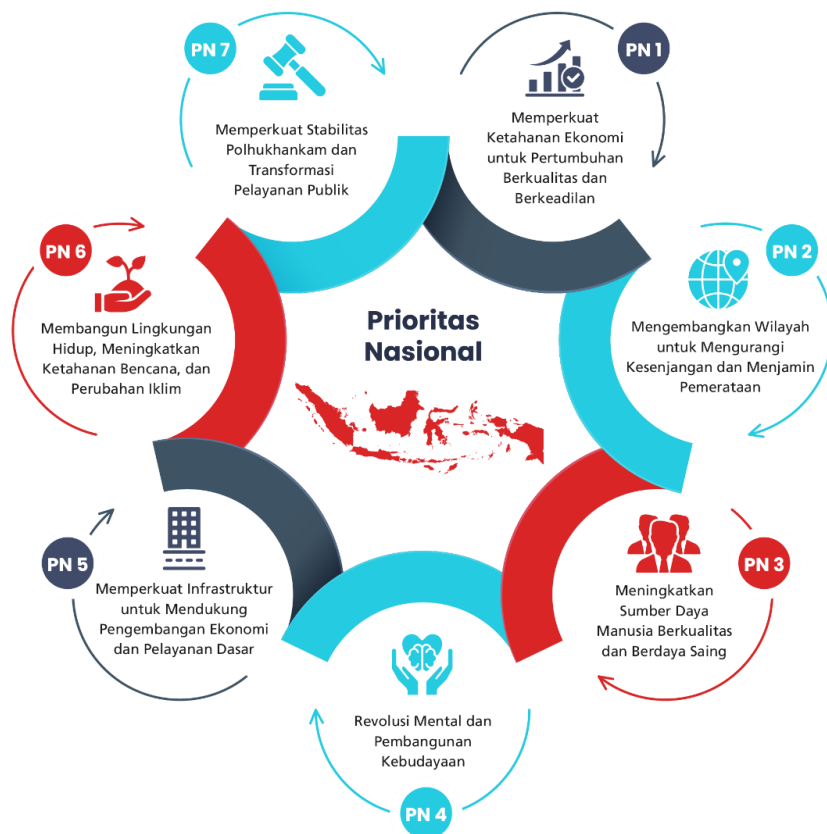 Prioritas
Nasional
PN 1
Memperkuat
Ketahanan Ekonomi
untuk Pertumbuhan
Berkualitas dan
Berkeadilan
PN 2
Mengembangkan Wilayah
untuk Mengurangi
Kesenjangan dan Menjamin
Pemerataan
PN 3
Meningkatkan
Sumber Daya
Manusia Berkualitas
dan Berdaya Saing
PN 4
Revolusi Mental dan
Pembangunan
Kebudayaan
PN 5
Memperkuat Infrastruktur
untuk Mendukung
Pengembangan Ekonomi
dan Pelayanan Dasar
PN 6
Membangun Lingkungan
Hidup, Meningkatkan
Ketahanan Bencana, dan
Perubahan Iklim
PN 7
Memperkuat Stabilitas
Polhukhankam dan
Transformasi
Pelayanan Publik